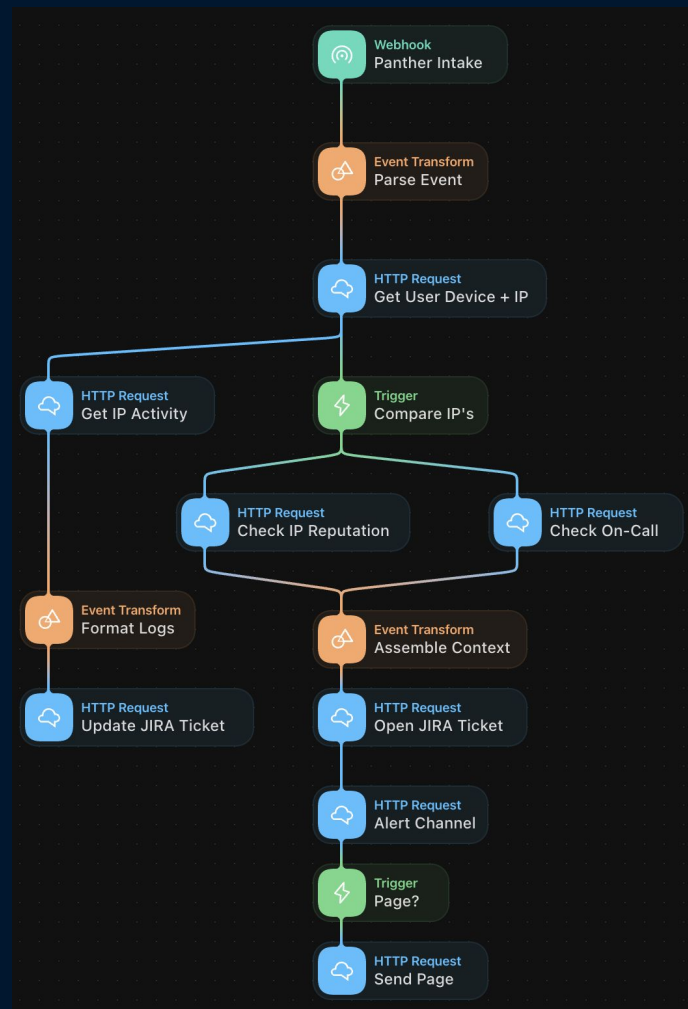 Webhook
Panther Intake
Event Transform
Parse Event
HTTP Request
Get User Device + IP
HTTP Request
Get IP Activity
Trigger
Compare IP's
HTTP Request
Check IP Reputation
HTTP Request
Check On-Call
Event Transform
Format Logs
Event Transform
Assemble Context
HTTP Request
Update JIRA Ticket
HTTP Request
Open JIRA Ticket
HTTP Request
Alert Channel
Trigger
Page?
HTTP Request
Send Page